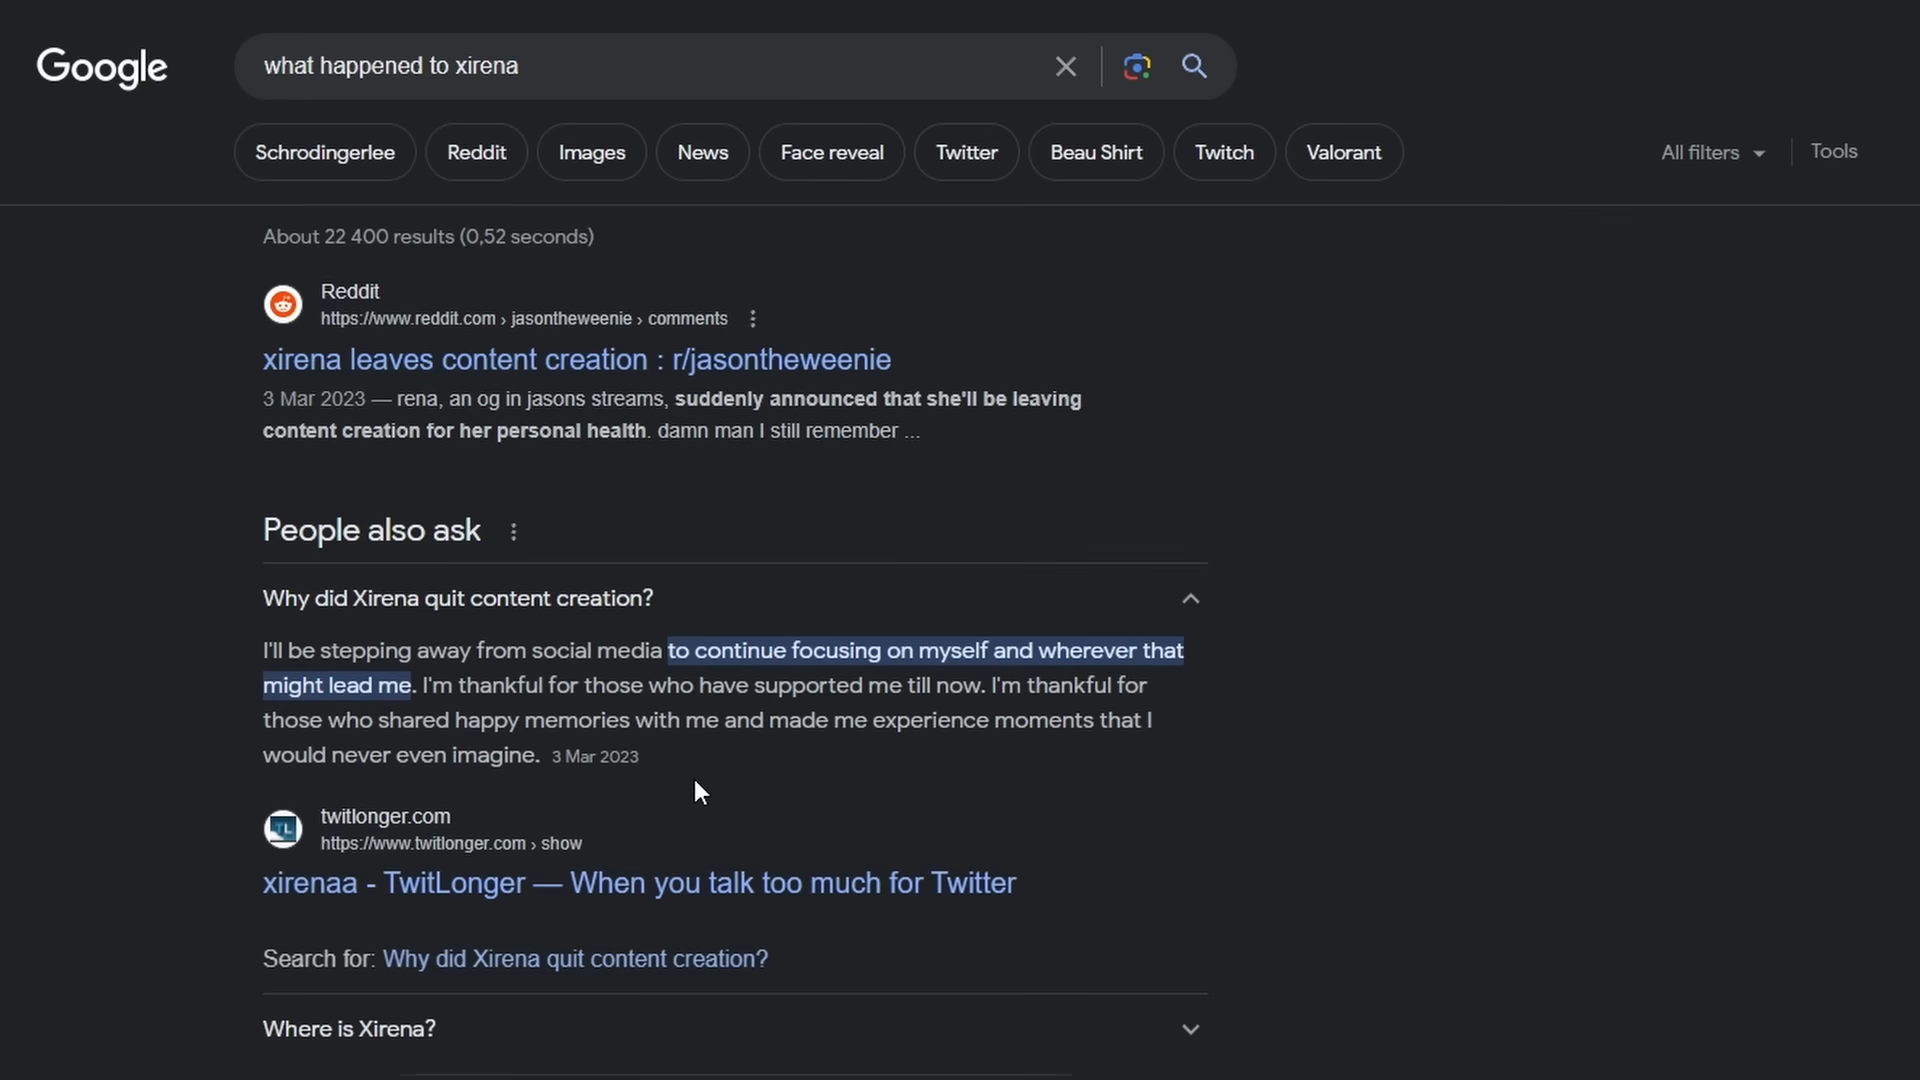 Google
what happened to xirena
Schrodingerlee
Reddit
Images
News
Face reveal
Twitter
Beau Shirt
Twitch
Valorant
All filters
Tools
About 22 400 results (0,52 seconds)
Reddit
https://www.reddit.com › jasontheweenie › comments
xirena leaves content creation : r/jasontheweenie
3 Mar 2023 — rena, an og in jasons streams, suddenly announced that she'll be leaving
content creation for her personal health. damn man I still remember ...
People also ask
Why did Xirena quit content creation?
I'll be stepping away from social media to continue focusing on myself and wherever that
might lead me. I'm thankful for those who have supported me till now. I'm thankful for
those who shared happy memories with me and made me experience moments that I
would never even imagine. 3 Mar 2023
TL
twitlonger.com
https://www.twitlonger.com › show
xirenaa - TwitLonger — When you talk too much for Twitter
Search for: Why did Xirena quit content creation?
Where is Xirena?